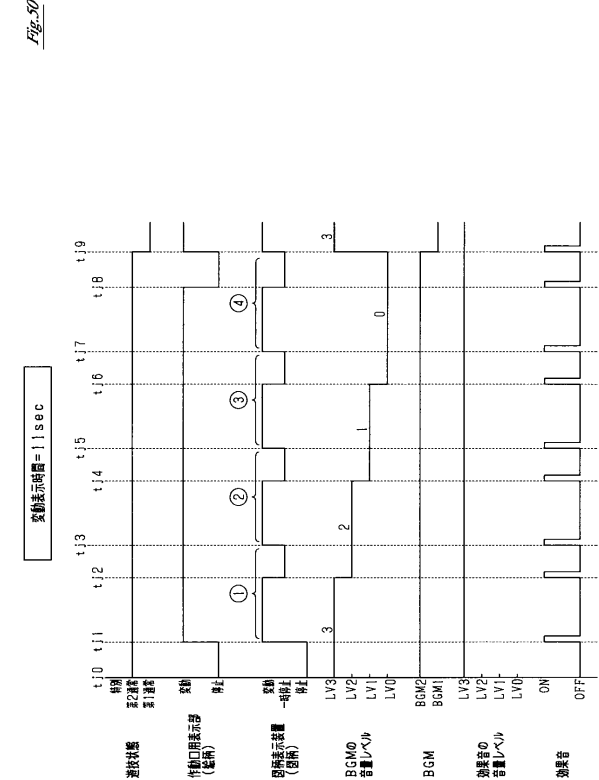 Fig.50
変動表示時間=11sec
tj0 tj1 tj2 tj3 tj4 tj5 tj6 tj7 tj8 tj9
遊技状態
特別
第2通常
第1通常
作動口用表示部
(絵柄)
変動
停止
図柄表示装置
(図柄)
変動
一時停止
停止
① ② ③ ④
BGMの
音量レベル
LV3
LV2
LV1
LV0
3 2 1 0 3
BGM
BGM2
BGM1
効果音の
音量レベル
LV3
LV2
LV1
LV0
効果音
ON
OFF